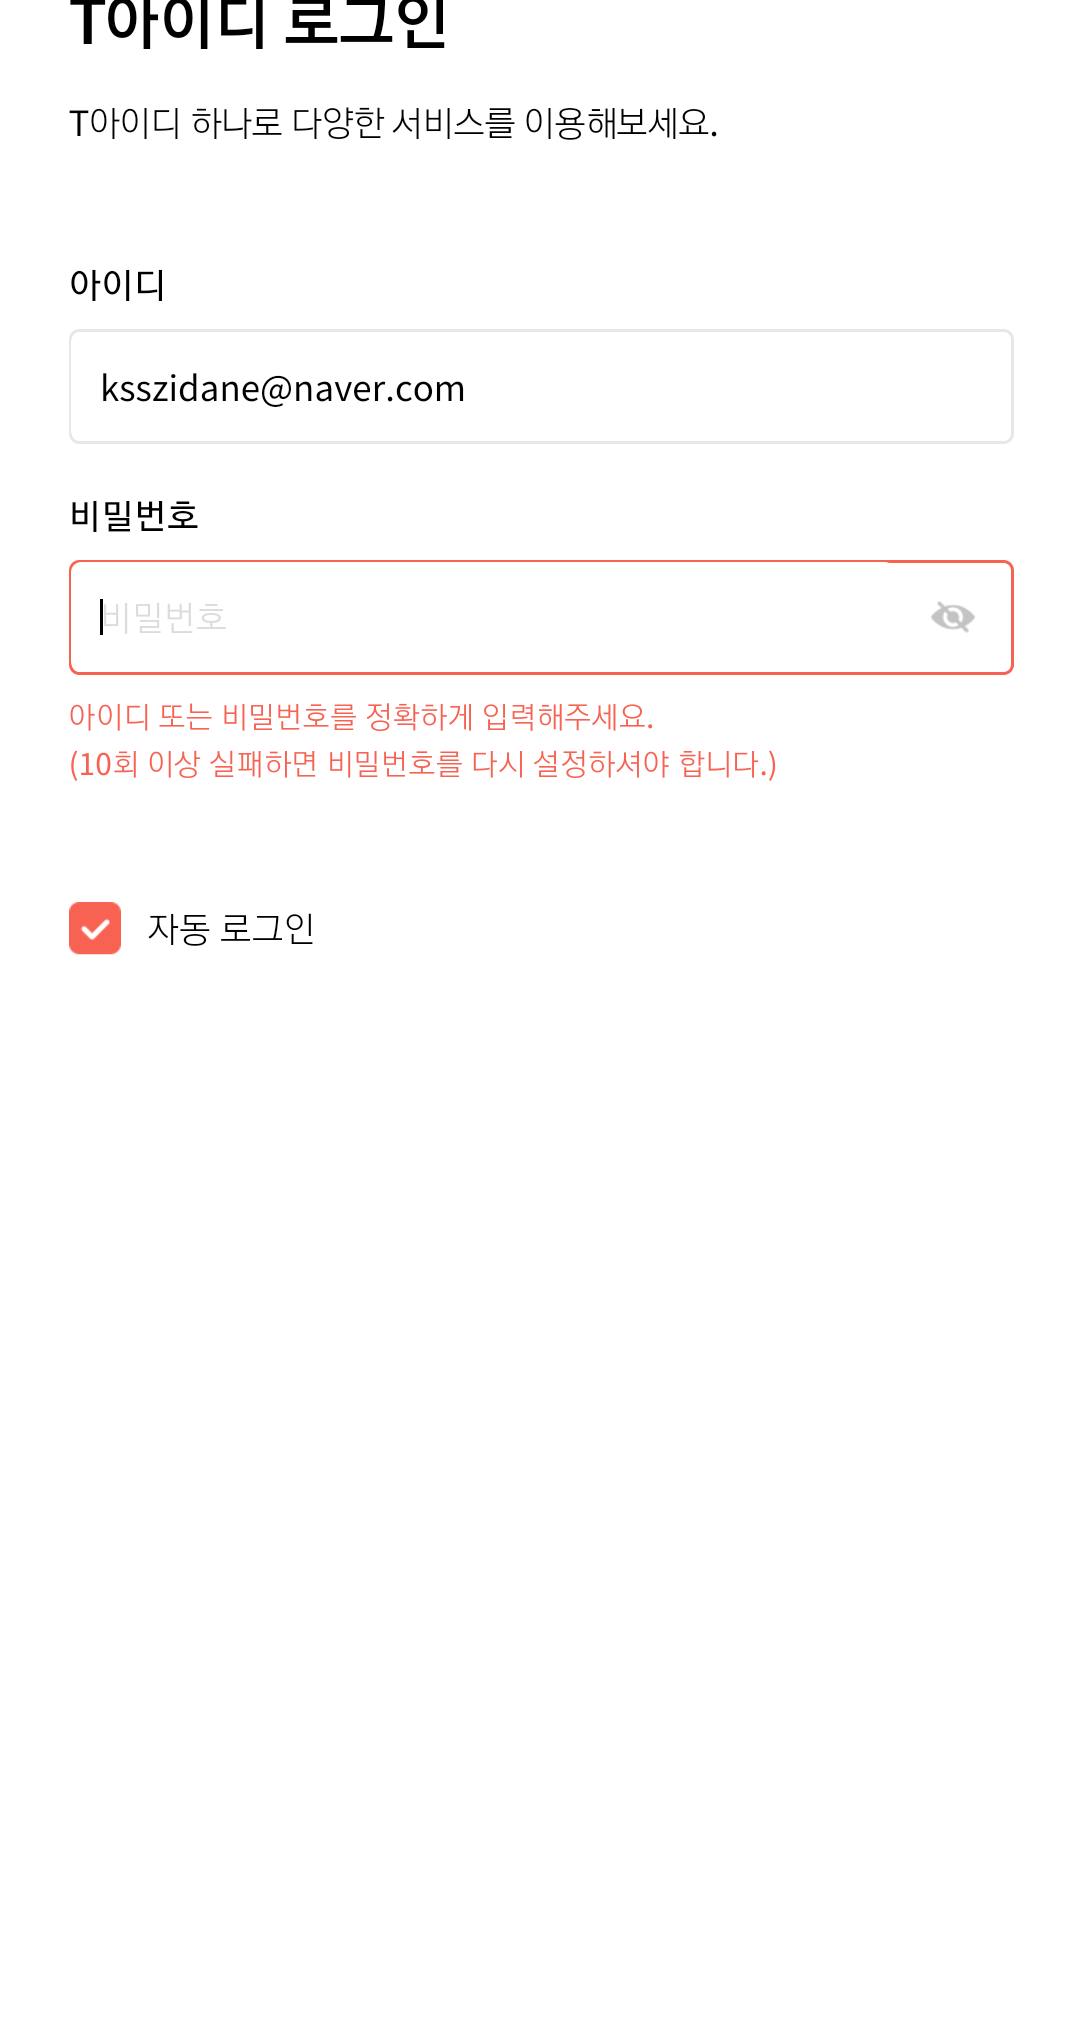 T아이디 로그인
T아이디 하나로 다양한 서비스를 이용해보세요.
아이디
ksszidane@naver.com
비밀번호
비밀번호
아이디 또는 비밀번호를 정확하게 입력해주세요.
(10회 이상 실패하면 비밀번호를 다시 설정하셔야 합니다.)
자동 로그인